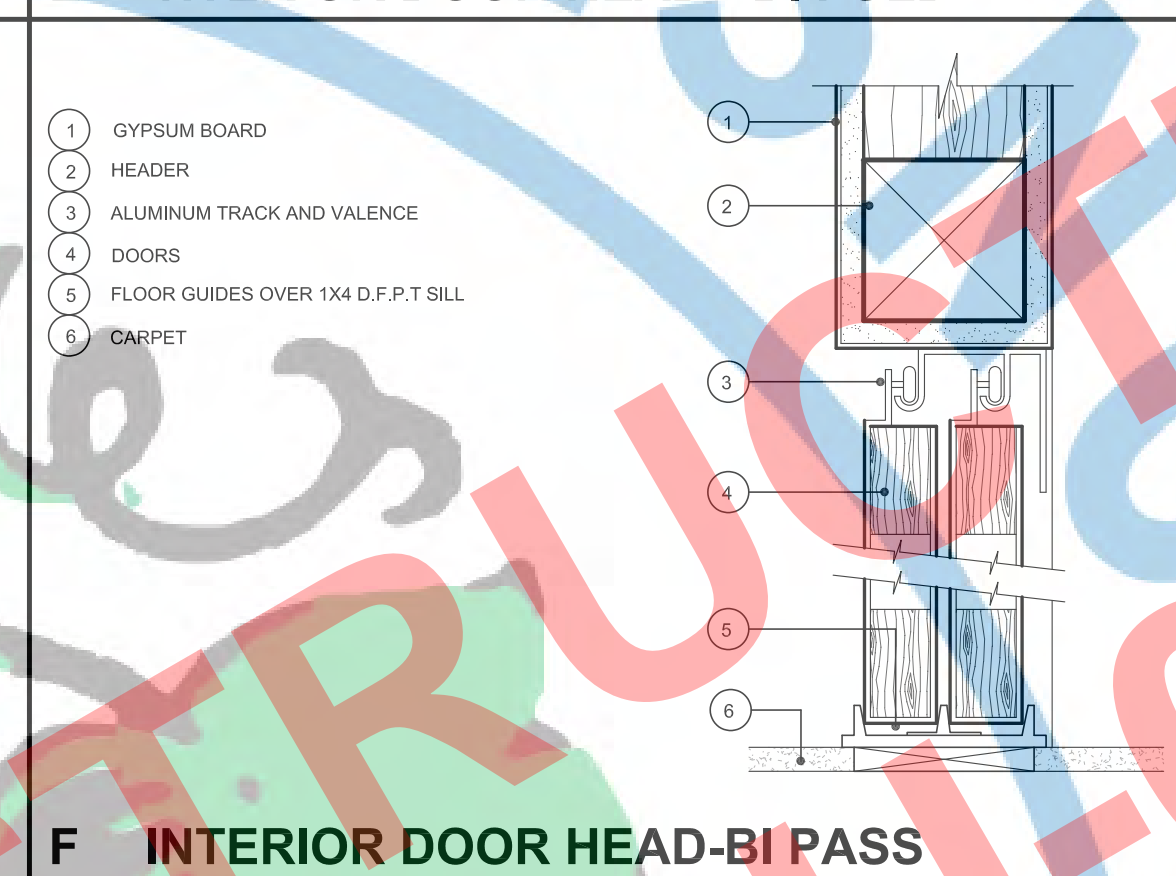 1 GYPSUM BOARD
2 HEADER
3 ALUMINUM TRACK AND VALENCE
4 DOORS
5 FLOOR GUIDES OVER 1X4 D.F.P.T SILL
6 CARPET
1
2
3
4
5
6
F INTERIOR DOOR HEAD-BI PASS